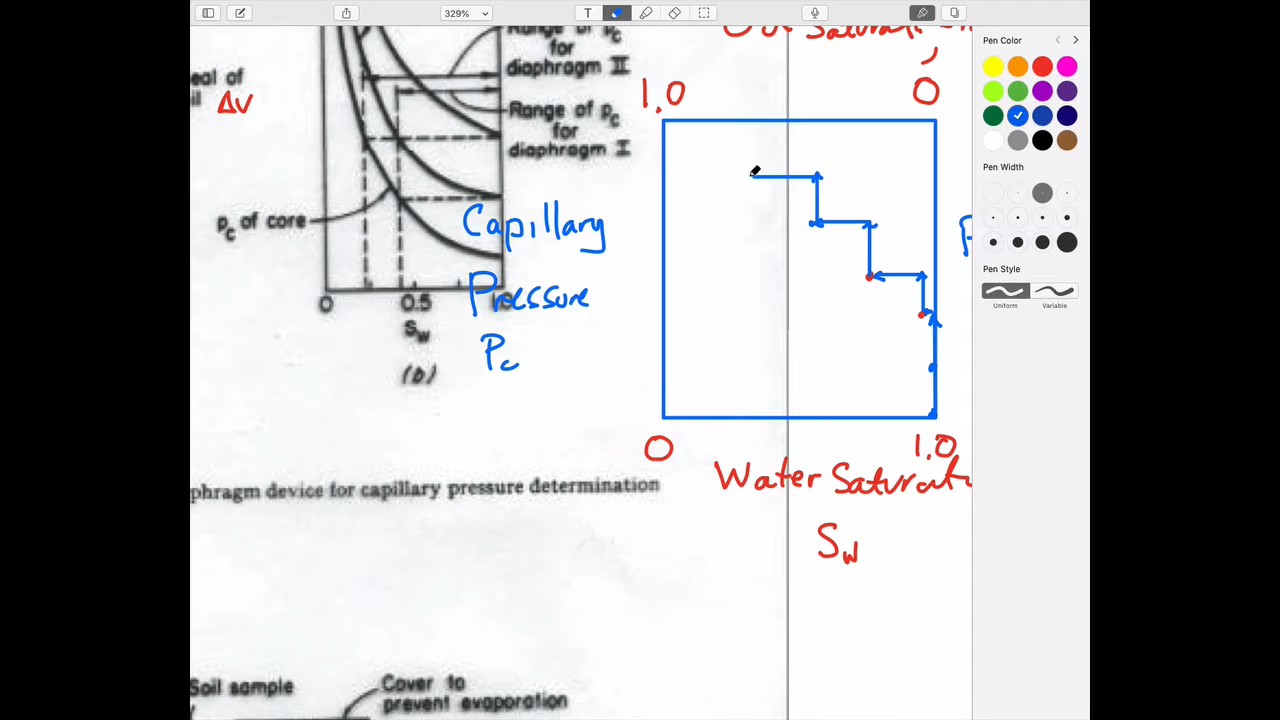 329%
T
Range of Pc
for
diaphragm II
Range of Pc
for
diaphragm I
eal of
il ΔV
Pc of core
0 0.5 1.0
Sw
(b)
Capillary
Pressure
Pc
1.0 0
0 1.0
Sw
phragm device for capillary pressure determination
Soil sample
Cover to
prevent evaporation
Water Saturat
Pen Color
Pen Width
Pen Style
Uniform Variable